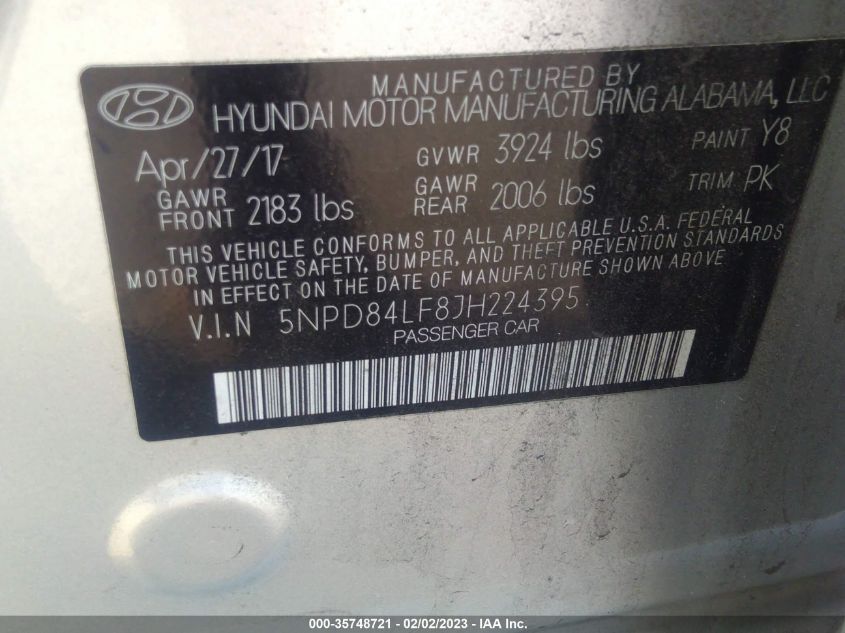 MANUFACTURED BY
HYUNDAI MOTOR MANUFACTURING ALABAMA, LLC
Apr/27/17 GVWR 3924 lbs PAINT Y8
GAWR FRONT 2183 lbs GAWR REAR 2006 lbs TRIM PK
THIS VEHICLE CONFORMS TO ALL APPLICABLE U.S.A. FEDERAL
MOTOR VEHICLE SAFETY, BUMPER, AND THEFT PREVENTION STANDARDS
IN EFFECT ON THE DATE OF MANUFACTURE SHOWN ABOVE
V.I.N 5NPD84LF8JH224395
PASSENGER CAR
000-35748721 - 02/02/2023 - © IAA Inc.